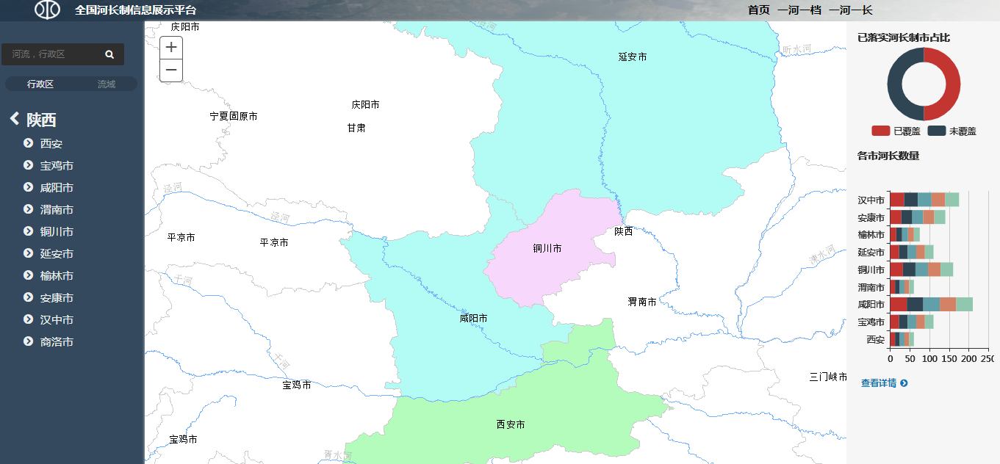 全国河长制信息展示平台
首页 一河一档 一河一长
河流，行政区
行政区 流域
陕西
西安
宝鸡市
咸阳市
渭南市
铜川市
延安市
榆林市
安康市
汉中市
商洛市
+
−
庆阳市
延安市
昕水河
庆阳市
宁夏固原市
甘肃
泾河
泾河
平京市
平京市
陕西
铜川市
涑水河
千河
渭南市
咸阳市
千河
宝鸡市
三门峡市
西安市
宝鸡市
胥水河
已落实河长制市占比
已覆盖 未覆盖
各市河长数量
汉中市
安康市
榆林市
延安市
铜川市
渭南市
咸阳市
宝鸡市
西安
0 50 100 150 200 250
查看详情